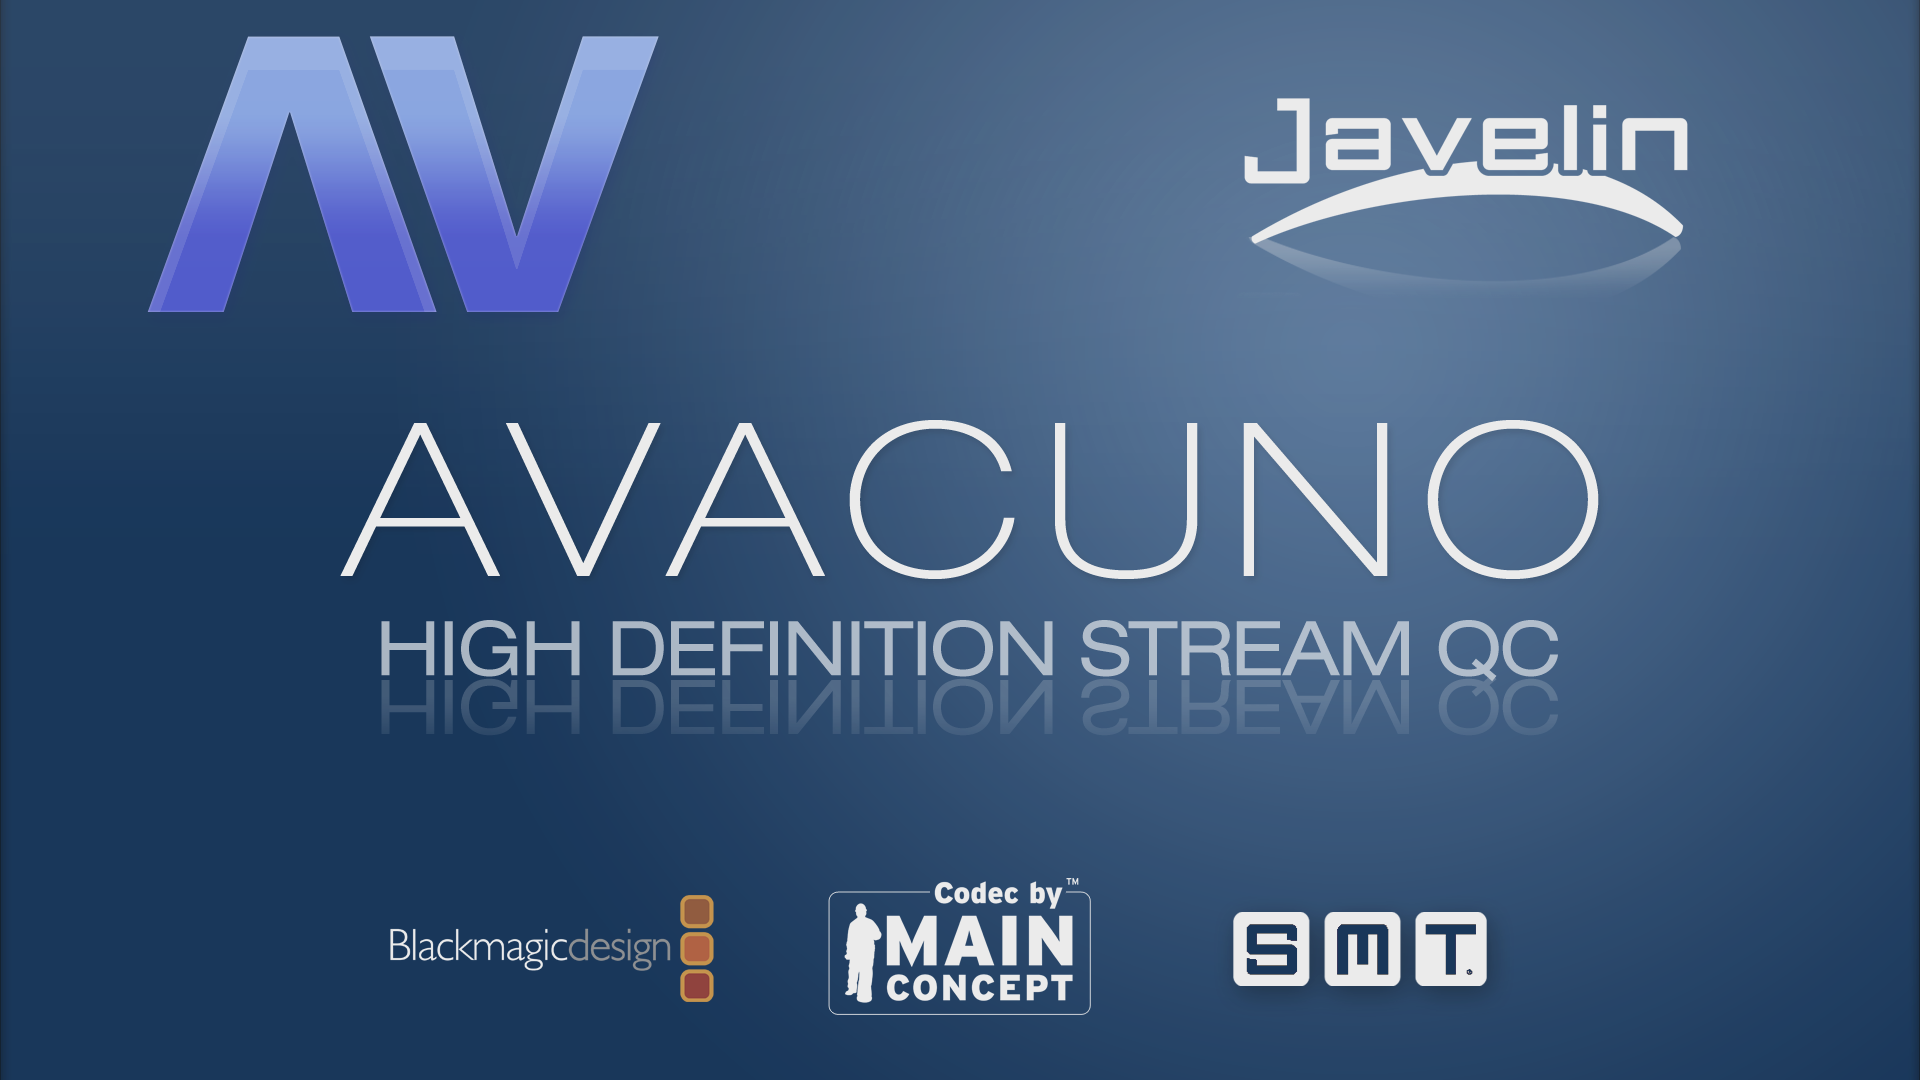 AV
Javelin
AVACUNO
HIGH DEFINITION STREAM QC
Blackmagicdesign
Codec by™
MAIN
CONCEPT
SMT